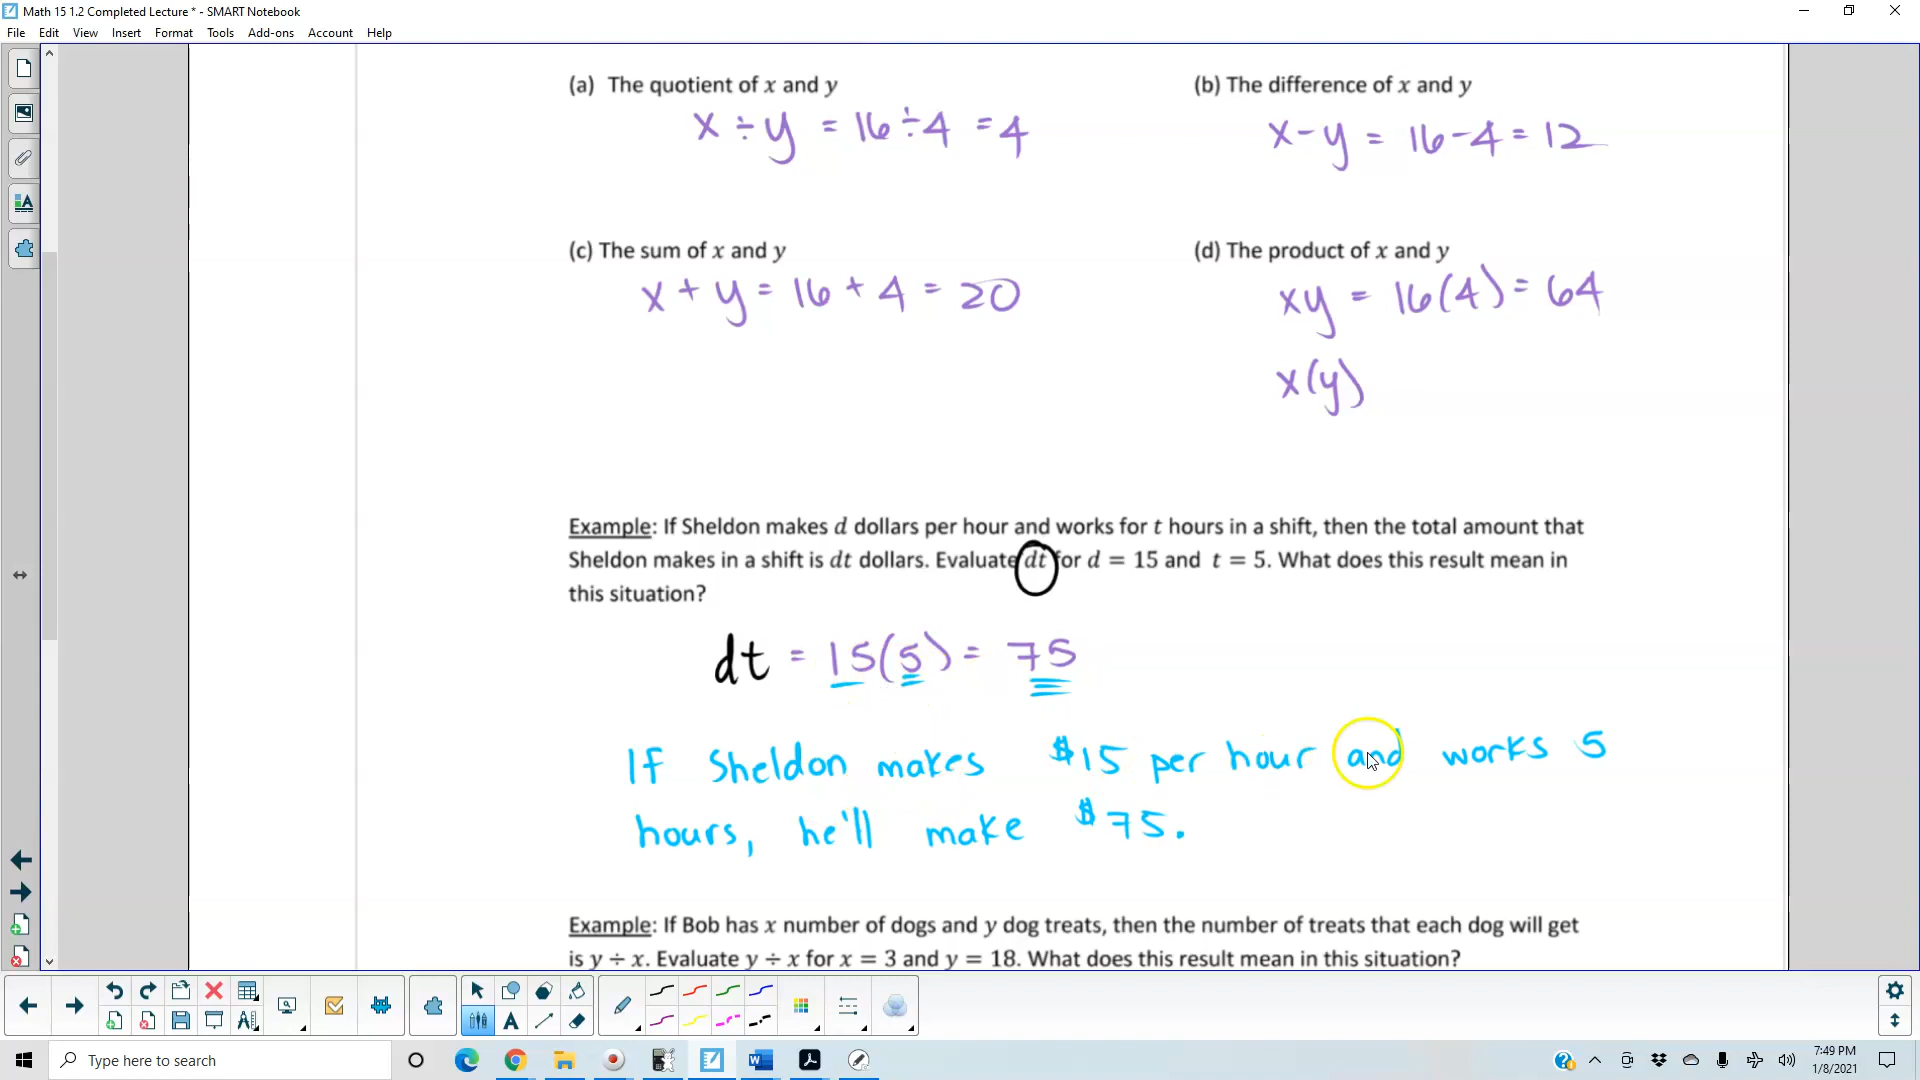 Math 15 1.2 Completed Lecture * - SMART Notebook
File Edit View Insert Format Tools Add-ons Account Help
(a) The quotient of x and y
x ÷ y = 16 ÷ 4 = 4
(b) The difference of x and y
x - y = 16 - 4 = 12
(c) The sum of x and y
x + y = 16 + 4 = 20
(d) The product of x and y
xy = 16(4) = 64
x(y)
Example: If Sheldon makes d dollars per hour and works for t hours in a shift, then the total amount that
Sheldon makes in a shift is dt dollars. Evaluate dt for d = 15 and t = 5. What does this result mean in
this situation?
dt = 15(5) = 75
If Sheldon makes $15 per hour and works 5
hours, he'll make $75.
Example: If Bob has x number of dogs and y dog treats, then the number of treats that each dog will get
is y ÷ x. Evaluate y ÷ x for x = 3 and y = 18. What does this result mean in this situation?
Type here to search
7:49 PM
1/8/2021